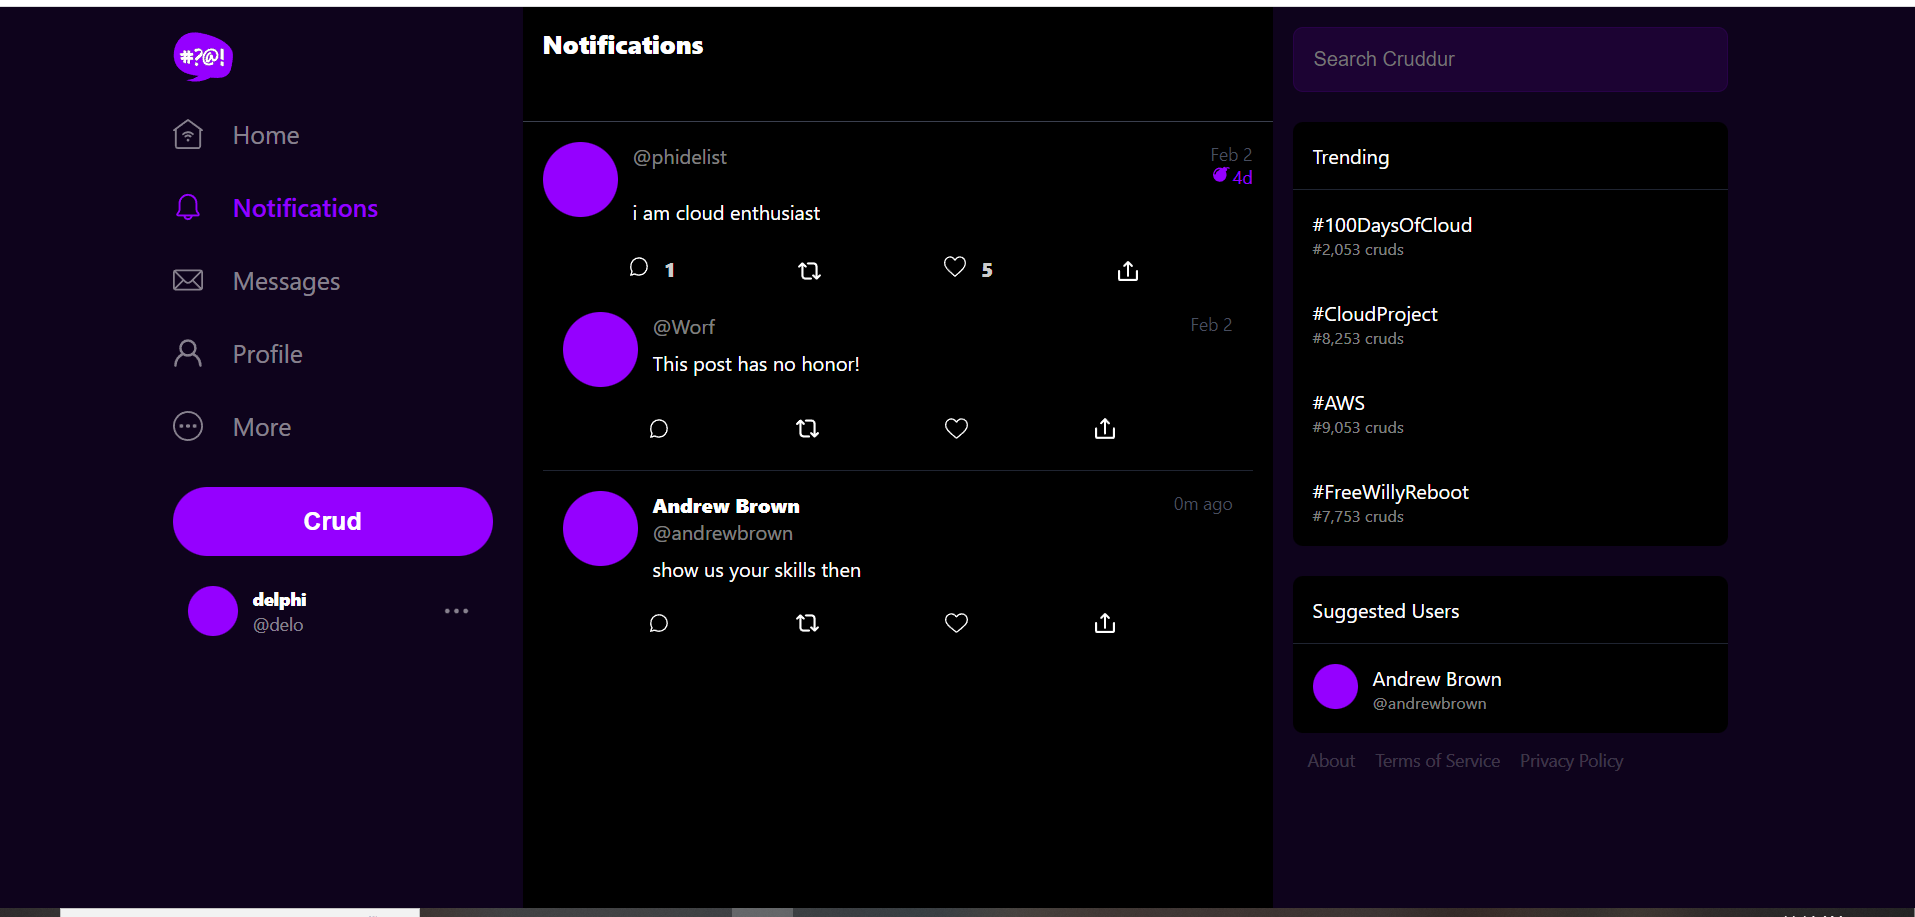 #?@!
Home
Notifications
Messages
Profile
More
Crud
delphi
@delo
Notifications
@phidelist
Feb 2
4d
i am cloud enthusiast
1
5
@Worf
Feb 2
This post has no honor!
Andrew Brown
0m ago
@andrewbrown
show us your skills then
Search Cruddur
Trending
#100DaysOfCloud
#2,053 cruds
#CloudProject
#8,253 cruds
#AWS
#9,053 cruds
#FreeWillyReboot
#7,753 cruds
Suggested Users
Andrew Brown
@andrewbrown
About Terms of Service Privacy Policy